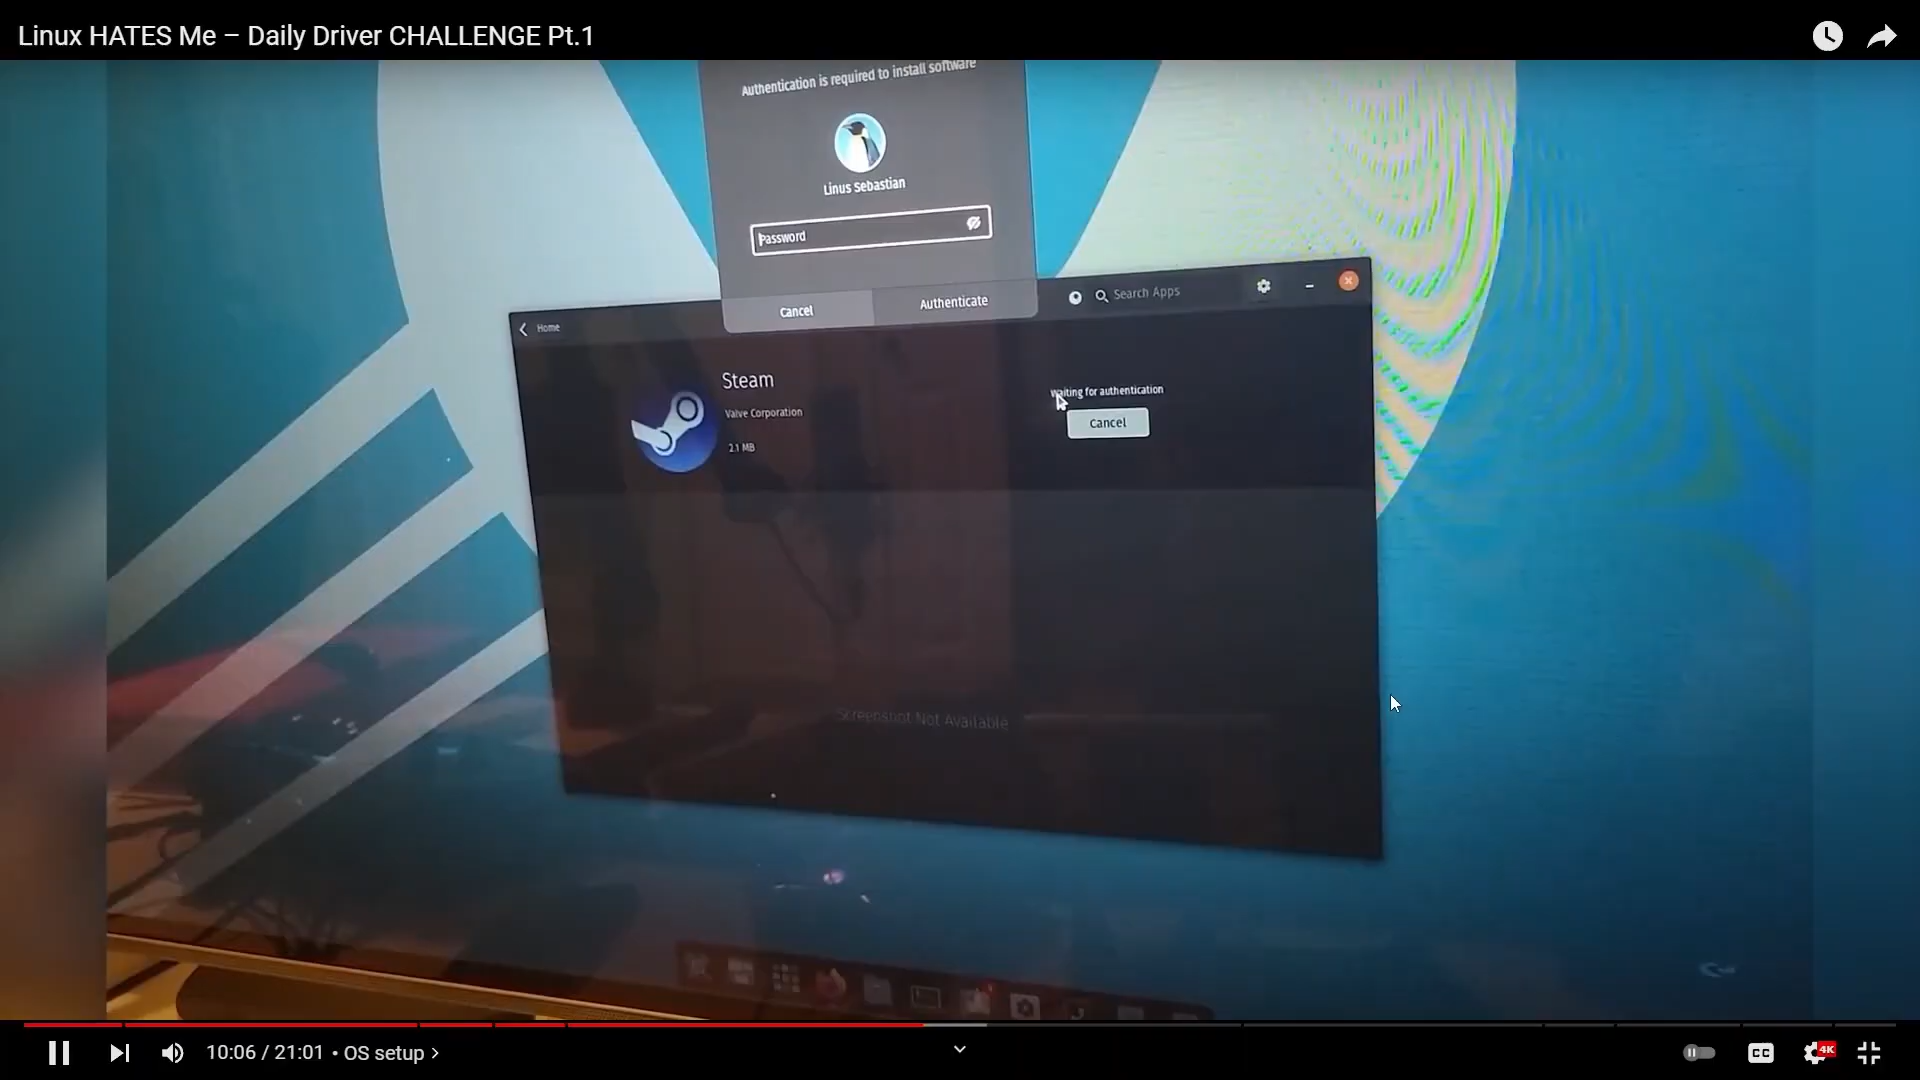 Linux HATES Me – Daily Driver CHALLENGE Pt.1
Authentication is required to install software
Linus Sebastian
Password
Cancel
Authenticate
Search Apps
Home
Steam
Valve Corporation
2.1 MB
Waiting for authentication
Cancel
Screenshot Not Available
10:06 / 21:01 • OS setup
CC
4K